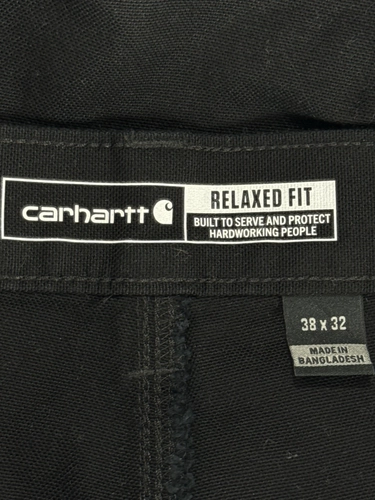 carhartt
RELAXED FIT
BUILT TO SERVE AND PROTECT
HARDWORKING PEOPLE
38 x 32
MADE IN
BANGLADESH